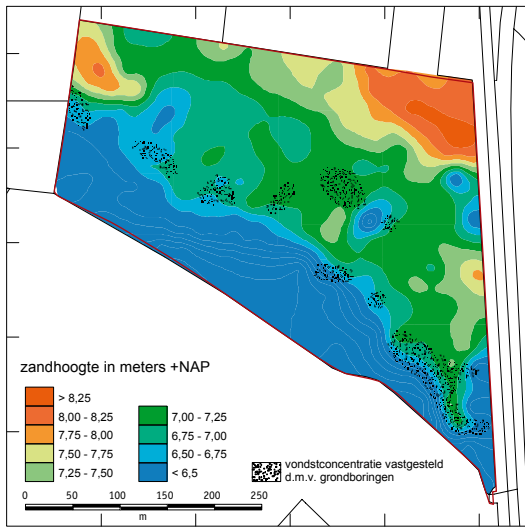 zandhoogte in meters +NAP
> 8,25
8,00 - 8,25
7,75 - 8,00
7,50 - 7,75
7,25 - 7,50
7,00 - 7,25
6,75 - 7,00
6,50 - 6,75
< 6,5
vondstconcentratie vastgesteld
d.m.v. grondboringen
0 50 100 150 200 250
m